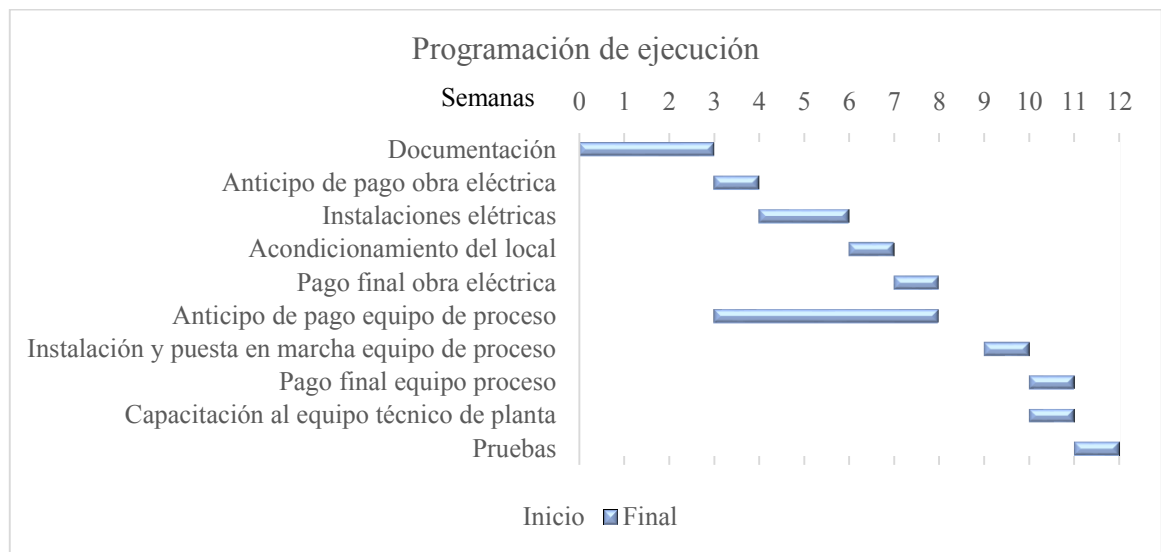 Programación de ejecución
Semanas 0 1 2 3 4 5 6 7 8 9 10 11 12
Documentación
Anticipo de pago obra eléctrica
Instalaciones elétricas
Acondicionamiento del local
Pago final obra eléctrica
Anticipo de pago equipo de proceso
Instalación y puesta en marcha equipo de proceso
Pago final equipo proceso
Capacitación al equipo técnico de planta
Pruebas
Inicio Final